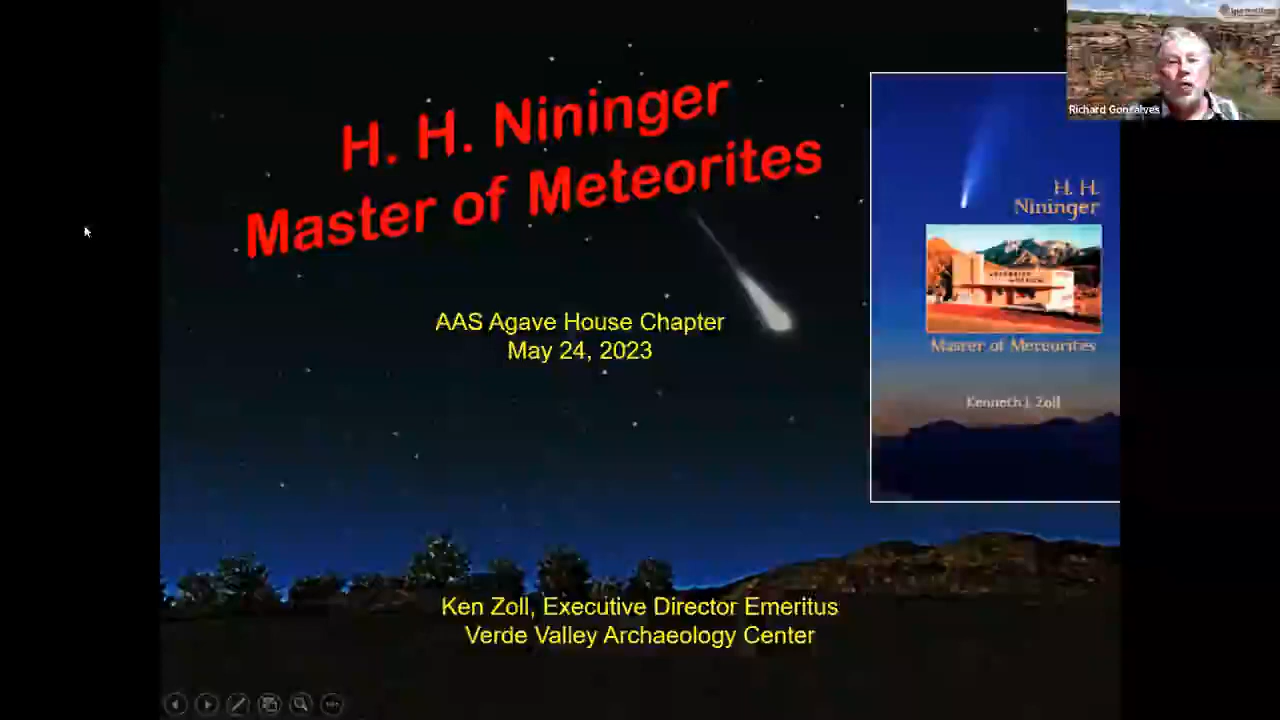 H. H. Nininger
Master of Meteorites
AAS Agave House Chapter
May 24, 2023
Ken Zoll, Executive Director Emeritus
Verde Valley Archaeology Center
H. H.
Nininger
Master of Meteorites
Kenneth J. Zoll
Richard Gonsalves